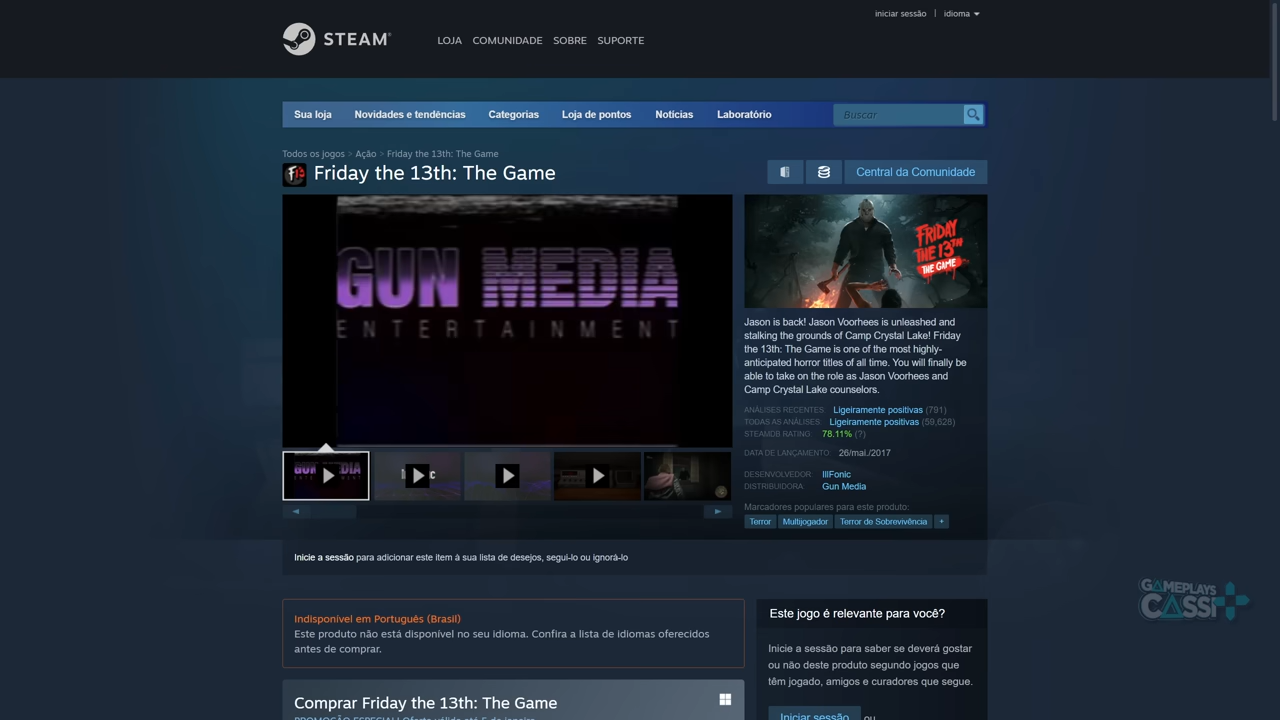 iniciar sessão | idioma
STEAM®
LOJA COMUNIDADE SOBRE SUPORTE
Sua loja Novidades e tendências Categorias Loja de pontos Notícias Laboratório Buscar
Todos os jogos > Ação > Friday the 13th: The Game
Friday the 13th: The Game
Central da Comunidade
GUN MEDIA
ENTERTAINMENT
FRIDAY
THE 13TH
THE GAME
Jason is back! Jason Voorhees is unleashed and
stalking the grounds of Camp Crystal Lake! Friday
the 13th: The Game is one of the most highly-
anticipated horror titles of all time. You will finally be
able to take on the role as Jason Voorhees and
Camp Crystal Lake counselors.
ANÁLISES RECENTES: Ligeiramente positivas (791)
TODAS AS ANÁLISES: Ligeiramente positivas (59,628)
STEAMDB RATING: 78.11% (?)
DATA DE LANÇAMENTO: 26/mai./2017
DESENVOLVEDOR: IllFonic
DISTRIBUIDORA: Gun Media
Marcadores populares para este produto:
Terror Multijogador Terror de Sobrevivência +
Inicie a sessão para adicionar este item à sua lista de desejos, segui-lo ou ignorá-lo
GAMEPLAYS
CASSI
Indisponível em Português (Brasil)
Este produto não está disponível no seu idioma. Confira a lista de idiomas oferecidos
antes de comprar.
Este jogo é relevante para você?
Inicie a sessão para saber se deverá gostar
ou não deste produto segundo jogos que
têm jogado, amigos e curadores que segue.
Iniciar sessão ou
Comprar Friday the 13th: The Game
PROMOÇÃO ESPECIAL! Oferta válida até 5 de janeiro